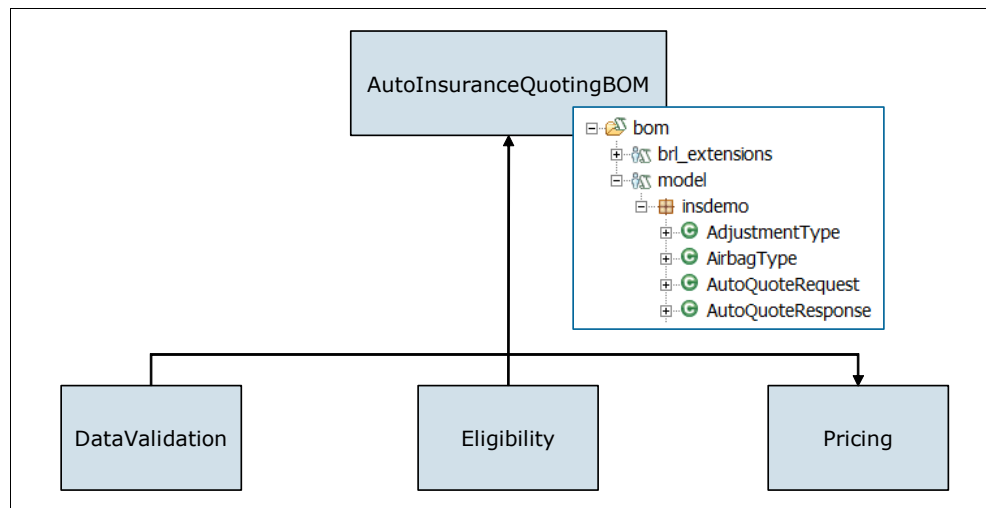 AutoInsuranceQuotingBOM
bom
brl_extensions
model
insdemo
AdjustmentType
AirbagType
AutoQuoteRequest
AutoQuoteResponse
DataValidation
Eligibility
Pricing